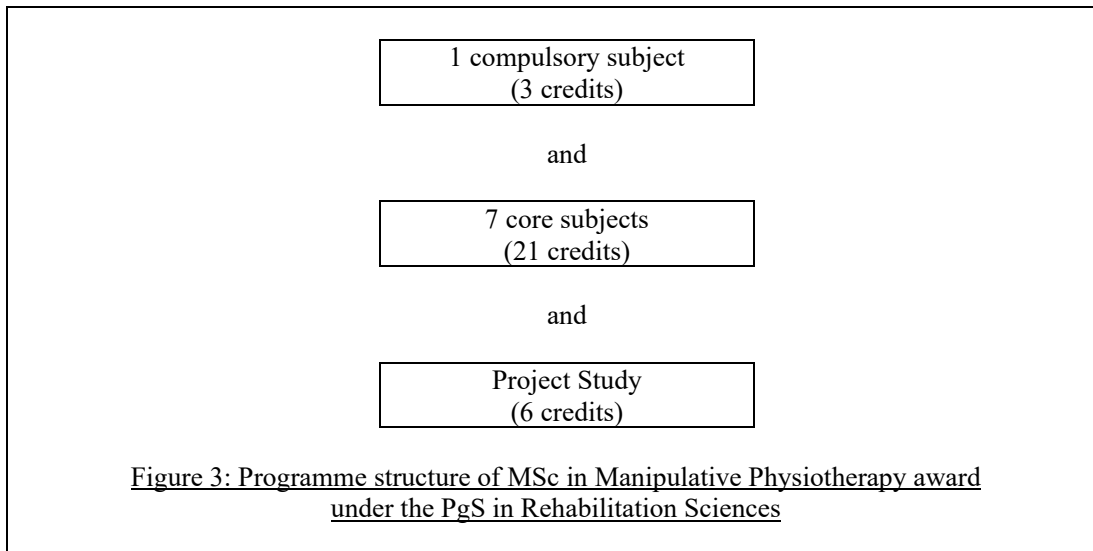 1 compulsory subject
(3 credits)
and
7 core subjects
(21 credits)
and
Project Study
(6 credits)
Figure 3: Programme structure of MSc in Manipulative Physiotherapy award
under the PgS in Rehabilitation Sciences